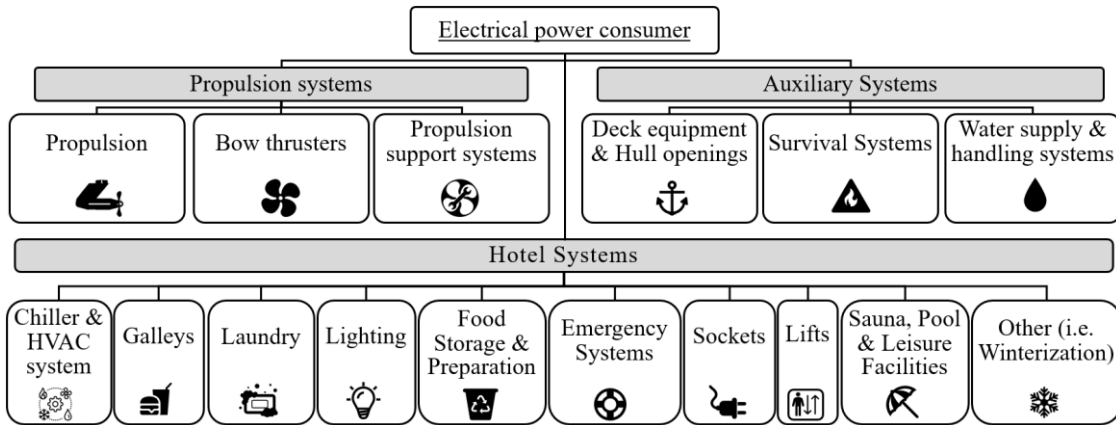 Electrical power consumer
Propulsion systems
Auxiliary Systems
Propulsion
Bow thrusters
Propulsion
support systems
Deck equipment
& Hull openings
Survival Systems
Water supply &
handling systems
Hotel Systems
Chiller &
HVAC
system
Galleys
Laundry
Lighting
Food
Storage &
Preparation
Emergency
Systems
Sockets
Lifts
Sauna, Pool
& Leisure
Facilities
Other (i.e.
Winterization)